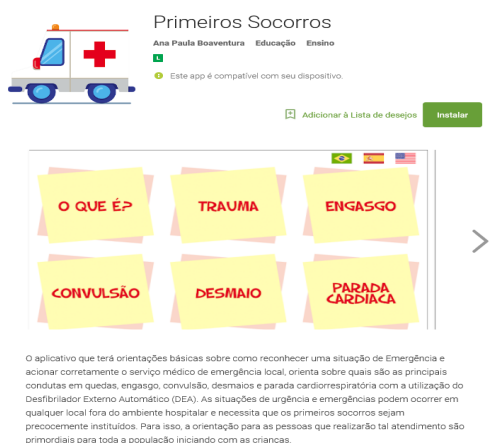 Primeiros Socorros
Ana Paula Boaventura Educação Ensino
L
Este app é compatível com seu dispositivo.
Adicionar à Lista de desejos Instalar
O QUE É? TRAUMA ENGASGO
CONVULSÃO DESMAIO PARADA CARDÍACA
O aplicativo que terá orientações básicas sobre como reconhecer uma situação de Emergência e
acionar corretamente o serviço médico de emergência local, orienta sobre quais são as principais
condutas em quedas, engasgo, convulsão, desmaios e parada cardiorrespiratória com a utilização do
Desfibrilador Externo Automático (DEA). As situações de urgência e emergências podem ocorrer em
qualquer local fora do ambiente hospitalar e necessita que os primeiros socorros sejam
precocemente instituídos. Para isso, a orientação para as pessoas que realizarão tal atendimento são
primordiais para toda a população iniciando com as crianças.